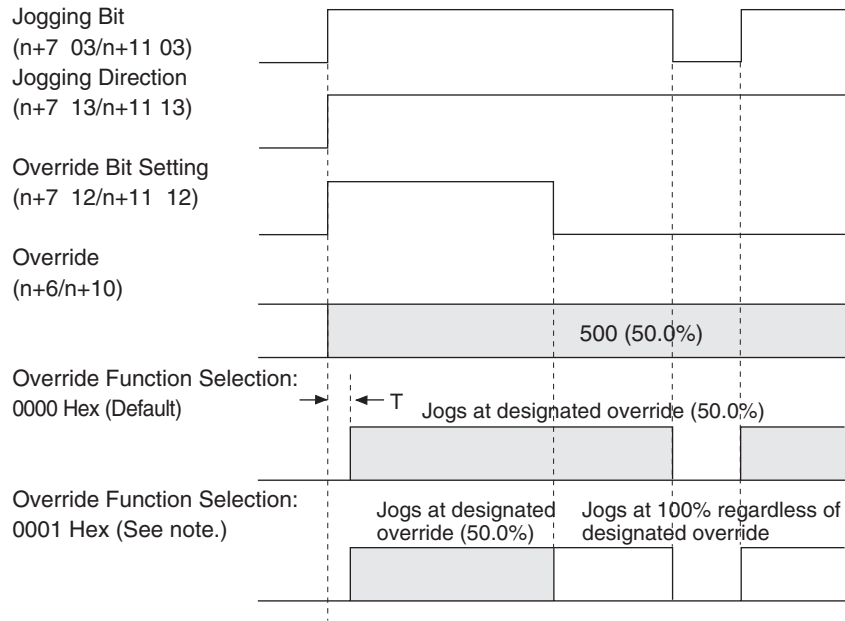 Jogging Bit
(n+7 03/n+11 03)
Jogging Direction
(n+7 13/n+11 13)
Override Bit Setting
(n+7 12/n+11 12)
Override
(n+6/n+10)
500 (50.0%)
Override Function Selection:
0000 Hex (Default)
T
Jogs at designated override (50.0%)
Override Function Selection:
0001 Hex (See note.)
Jogs at designated
override (50.0%)
Jogs at 100% regardless of
designated override